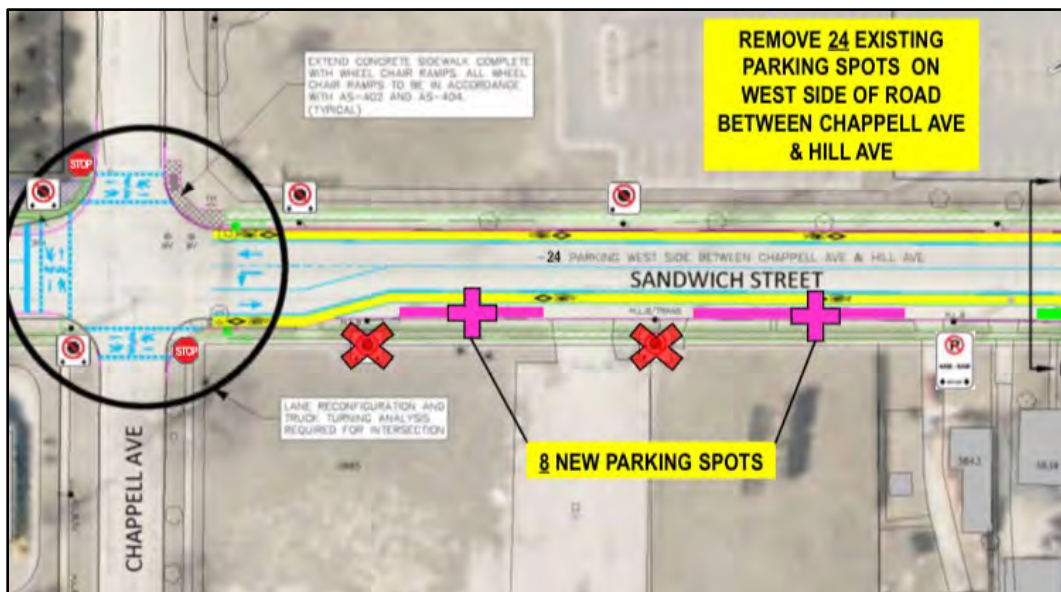 EXTEND CONCRETE SIDEWALK COMPLETE
WITH WHEEL CHAIR RAMPS. ALL WHEEL
CHAIR RAMPS TO BE IN ACCORDANCE
WITH AS-402 AND AS-404.
(TYPICAL)
REMOVE 24 EXISTING
PARKING SPOTS ON
WEST SIDE OF ROAD
BETWEEN CHAPPELL AVE
& HILL AVE
STOP
-24 PARKING WEST SIDE BETWEEN CHAPPELL AVE & HILL AVE
SANDWICH STREET
STOP
P
LANE RECONFIGURATION AND
TRUCK TURNING ANALYSIS
REQUIRED FOR INTERSECTION
8 NEW PARKING SPOTS
CHAPPELL AVE